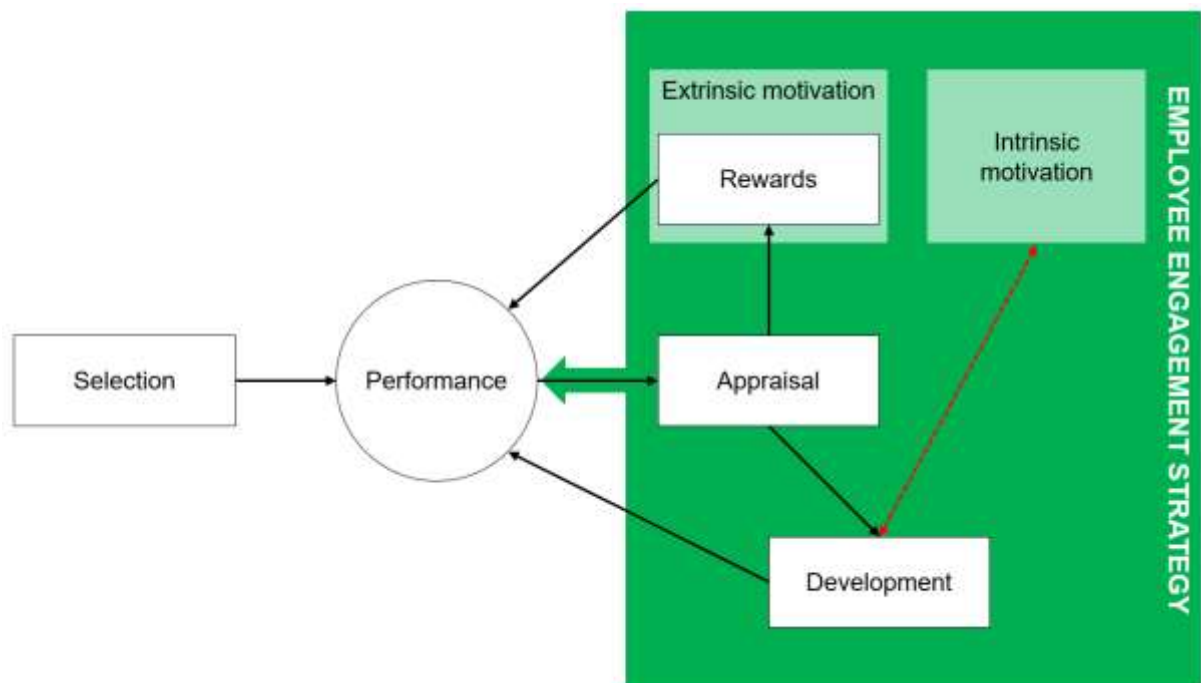 Extrinsic motivation
Rewards
Intrinsic
motivation
Selection
Performance
Appraisal
Development
EMPLOYEE ENGAGEMENT STRATEGY